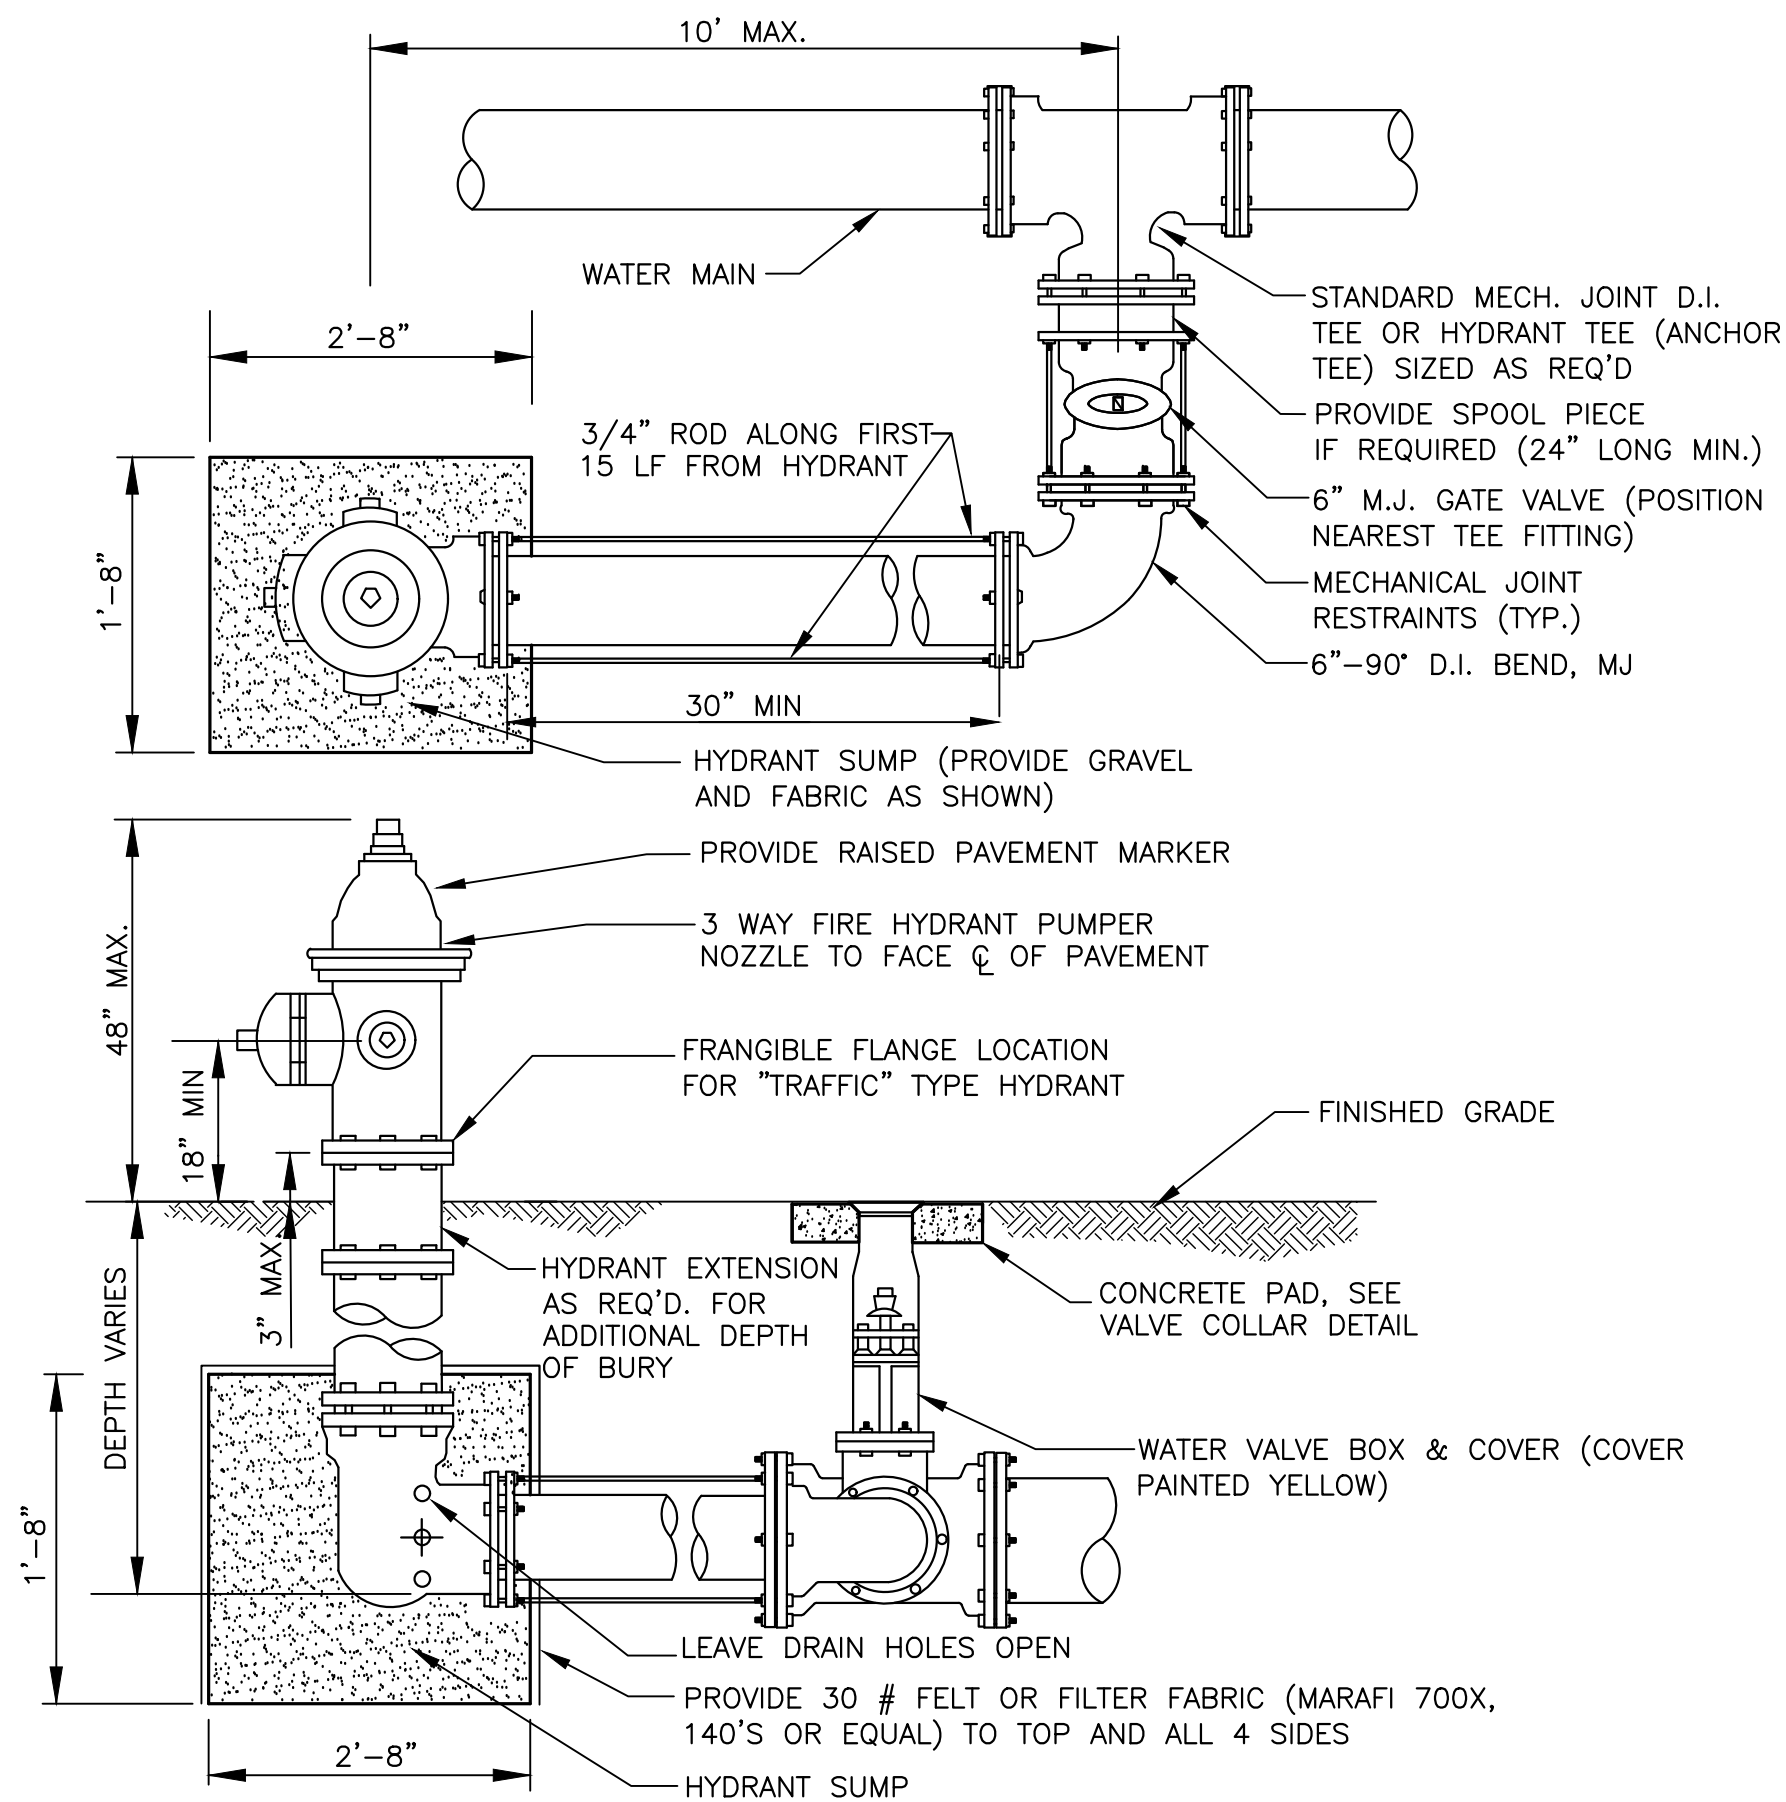 10' MAX.
WATER MAIN
STANDARD MECH. JOINT D.I.
TEE OR HYDRANT TEE (ANCHOR
TEE) SIZED AS REQ'D
2'-8"
PROVIDE SPOOL PIECE
IF REQUIRED (24" LONG MIN.)
3/4" ROD ALONG FIRST
15 LF FROM HYDRANT
6" M.J. GATE VALVE (POSITION
NEAREST TEE FITTING)
1'-8"
MECHANICAL JOINT
RESTRAINTS (TYP.)
6"-90° D.I. BEND, MJ
30" MIN
HYDRANT SUMP (PROVIDE GRAVEL
AND FABRIC AS SHOWN)
PROVIDE RAISED PAVEMENT MARKER
3 WAY FIRE HYDRANT PUMPER
NOZZLE TO FACE ℄ OF PAVEMENT
48" MAX.
FRANGIBLE FLANGE LOCATION
FOR "TRAFFIC" TYPE HYDRANT
18" MIN
FINISHED GRADE
3" MAX
HYDRANT EXTENSION
AS REQ'D. FOR
ADDITIONAL DEPTH
OF BURY
CONCRETE PAD, SEE
VALVE COLLAR DETAIL
DEPTH VARIES
WATER VALVE BOX & COVER (COVER
PAINTED YELLOW)
1'-8"
LEAVE DRAIN HOLES OPEN
PROVIDE 30 # FELT OR FILTER FABRIC (MARAFI 700X,
140'S OR EQUAL) TO TOP AND ALL 4 SIDES
2'-8"
HYDRANT SUMP